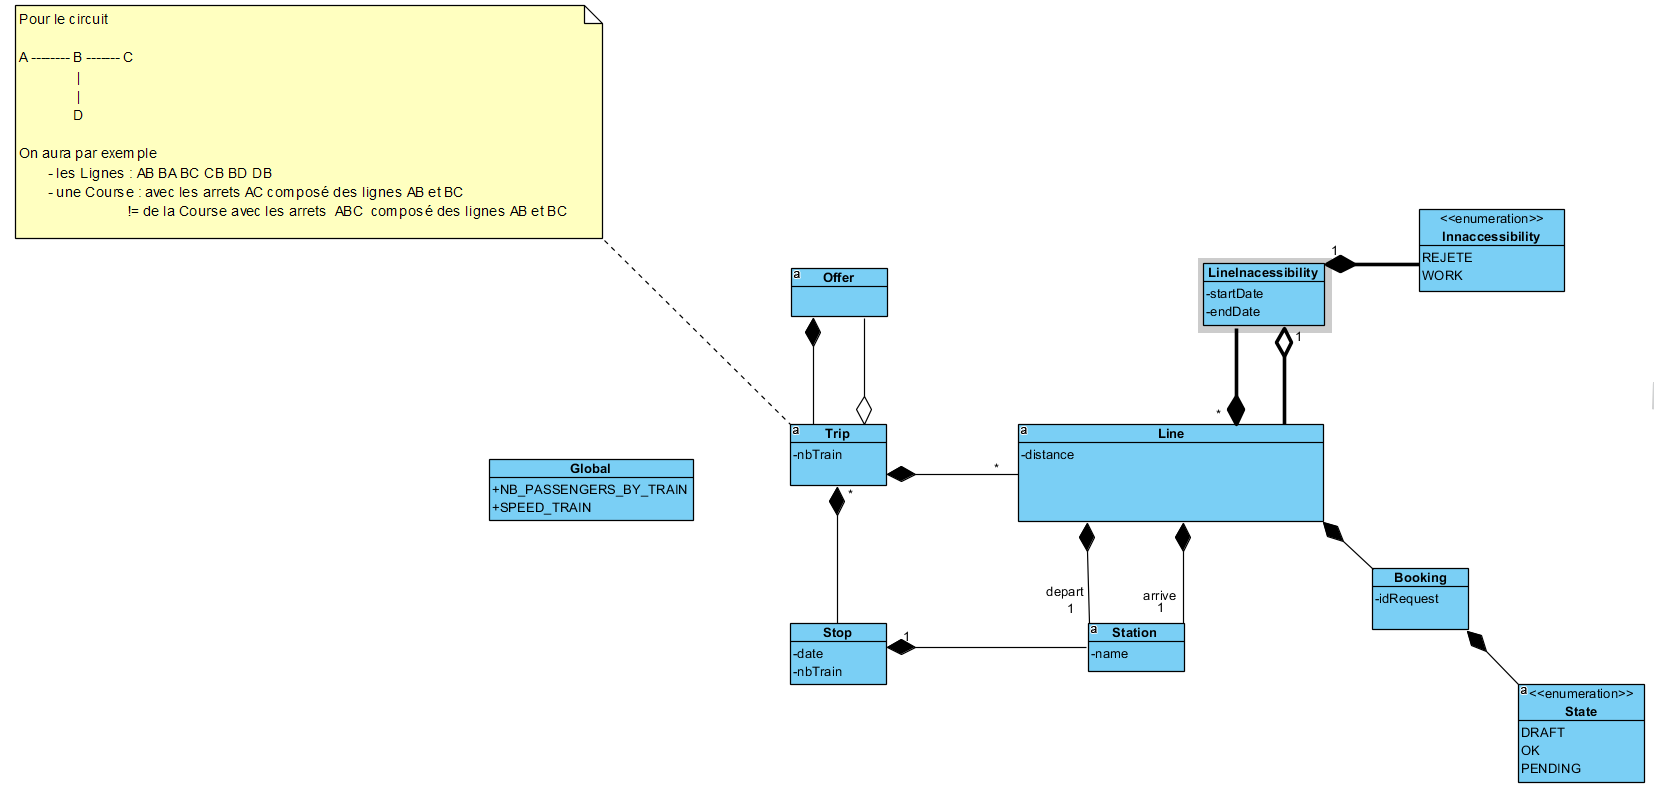 Pour le circuit
A -------- B ------- C
|
|
D
On aura par exemple
- les Lignes : AB BA BC CB BD DB
- une Course : avec les arrets AC composé des lignes AB et BC
!= de la Course avec les arrets ABC composé des lignes AB et BC
<<enumeration>>
Innaccessibility
REJETE
WORK
1
LineInacessibility
-startDate
-endDate
1
*
a
Offer
a
Trip
-nbTrain
*
*
a
Line
-distance
Global
+NB_PASSENGERS_BY_TRAIN
+SPEED_TRAIN
depart
1
arrive
1
Stop
-date
-nbTrain
1
a
Station
-name
Booking
-idRequest
a
<<enumeration>>
State
DRAFT
OK
PENDING